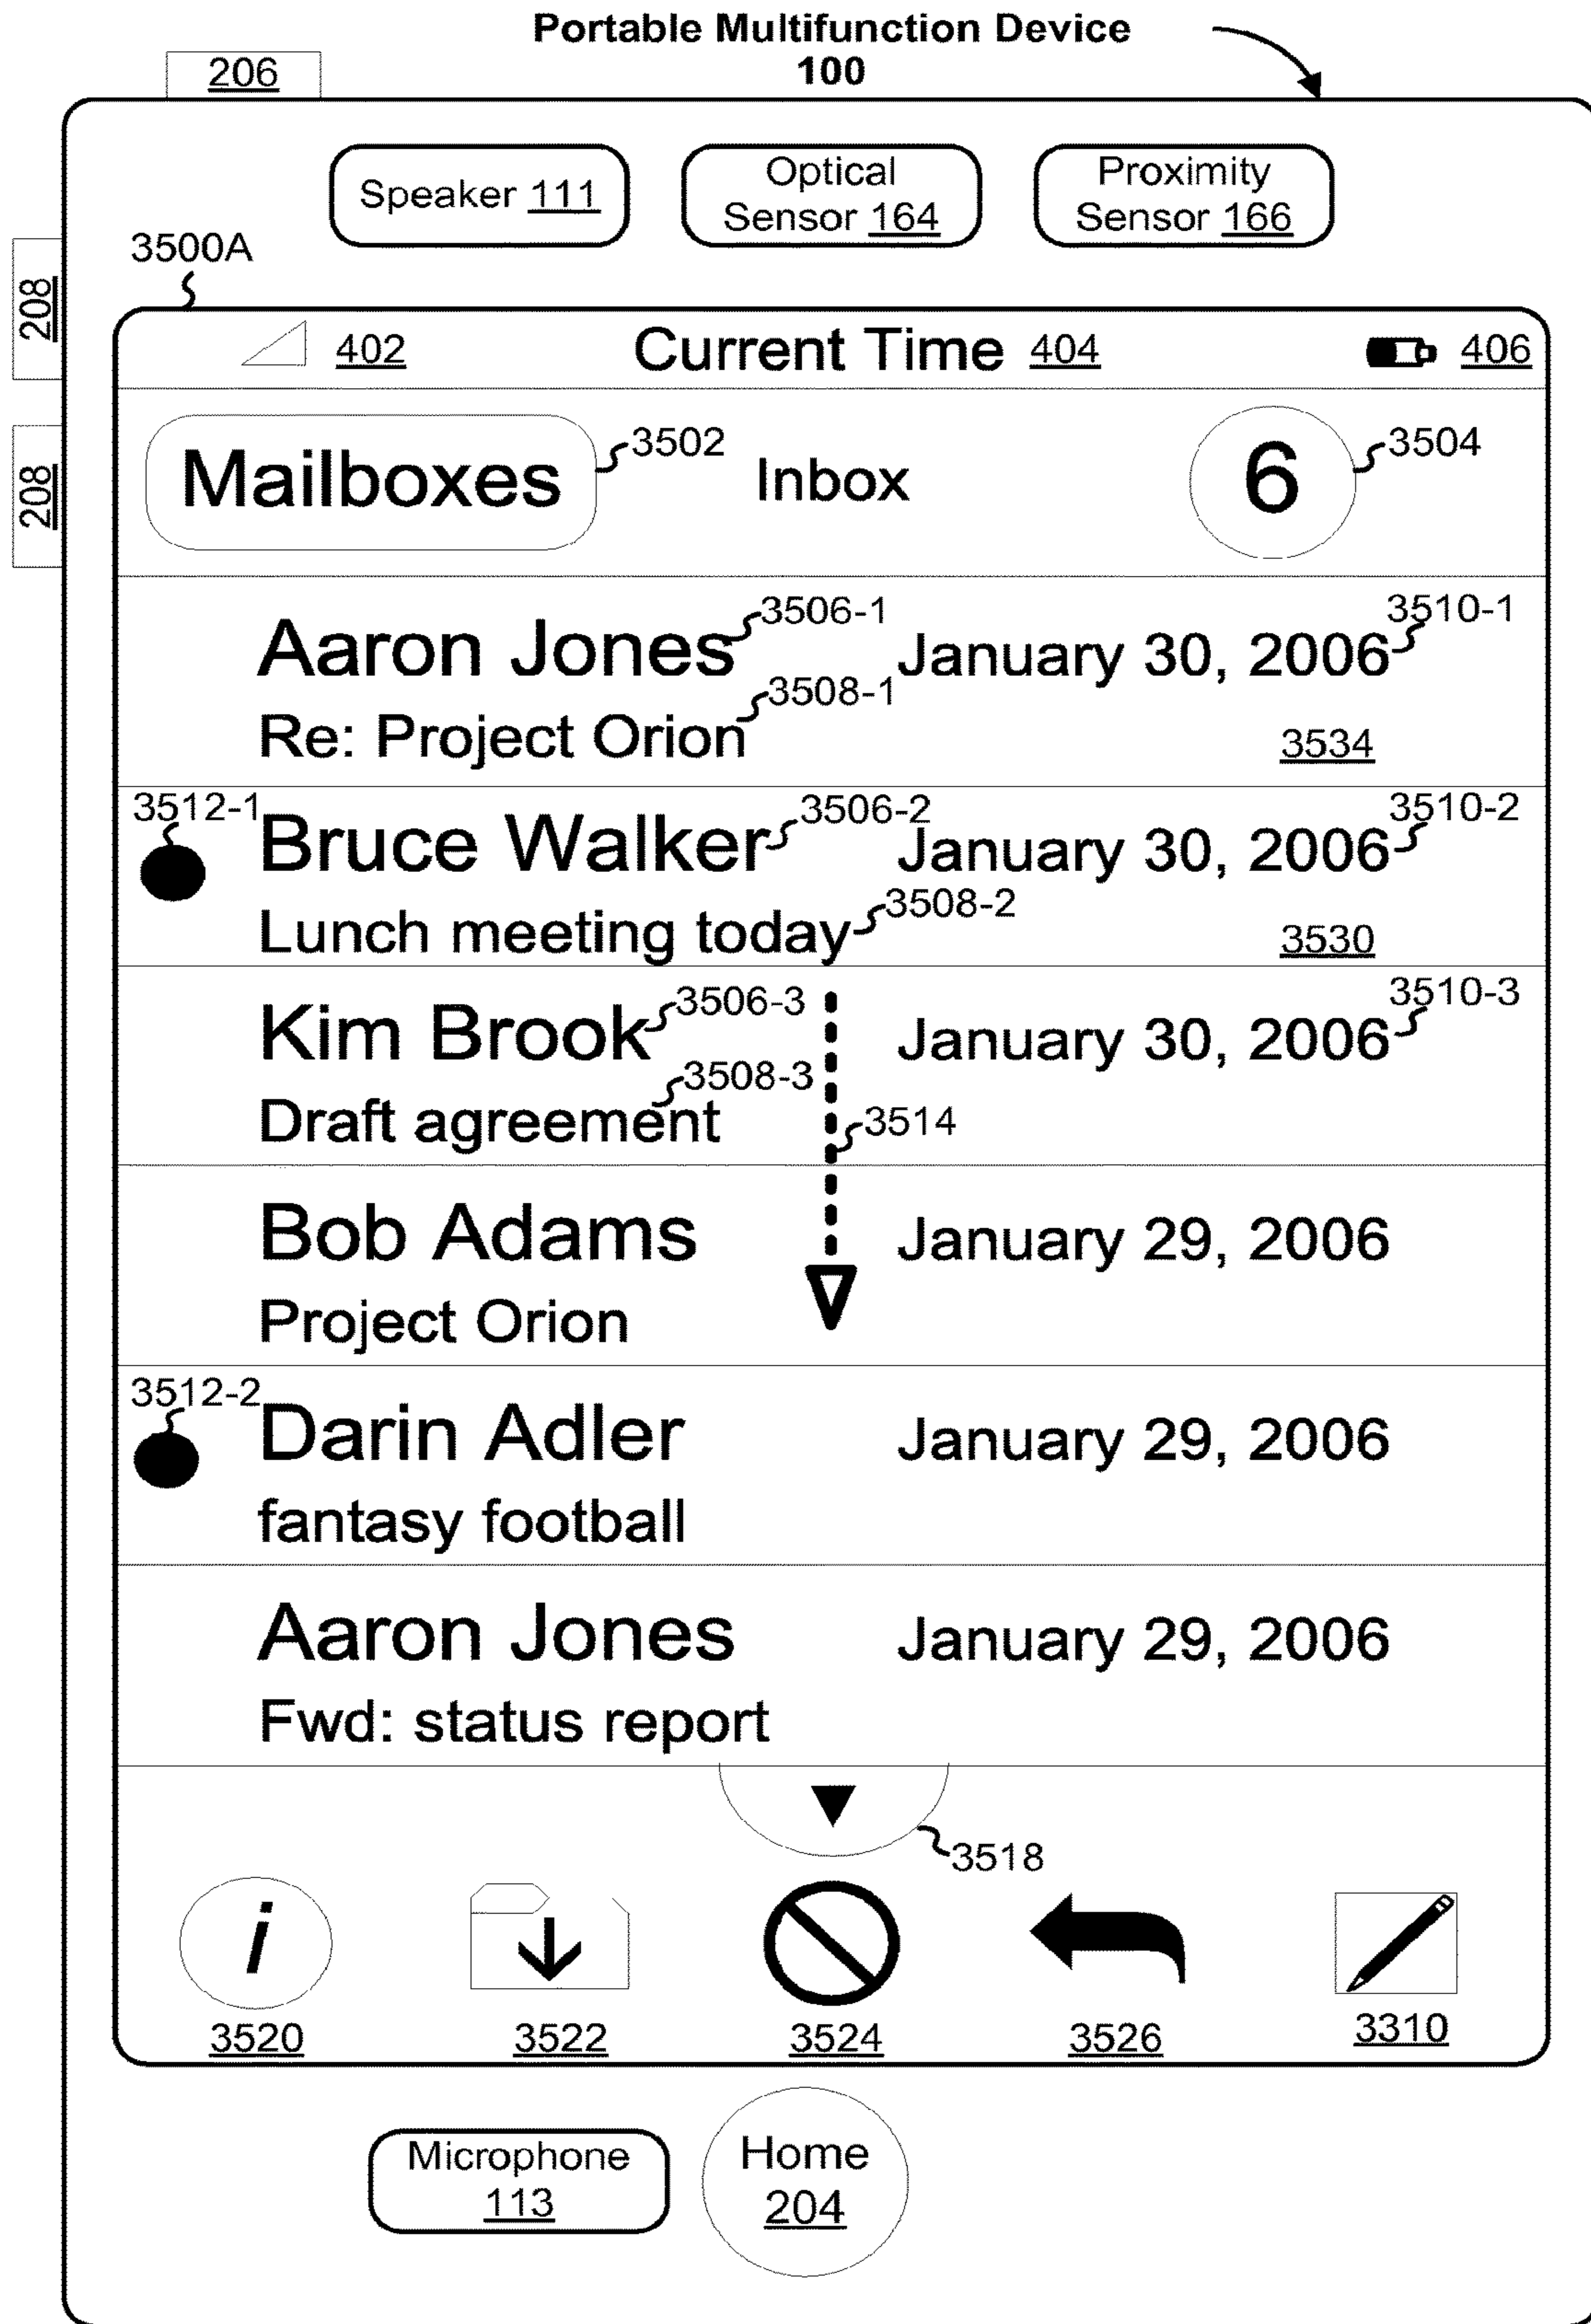 Portable Multifunction Device
100
206
Speaker 111
Optical
Sensor 164
Proximity
Sensor 166
3500A
208
208
402
Current Time 404
406
Mailboxes
3502
Inbox
6
3504
Aaron Jones
3506-1
January 30, 2006
3510-1
Re: Project Orion
3508-1
3534
3512-1
Bruce Walker
3506-2
January 30, 2006
3510-2
Lunch meeting today
3508-2
3530
Kim Brook
3506-3
January 30, 2006
3510-3
Draft agreement
3508-3
3514
Bob Adams
January 29, 2006
Project Orion
3512-2
Darin Adler
January 29, 2006
fantasy football
Aaron Jones
January 29, 2006
Fwd: status report
3518
i
3520
3522
3524
3526
3310
Microphone
113
Home
204